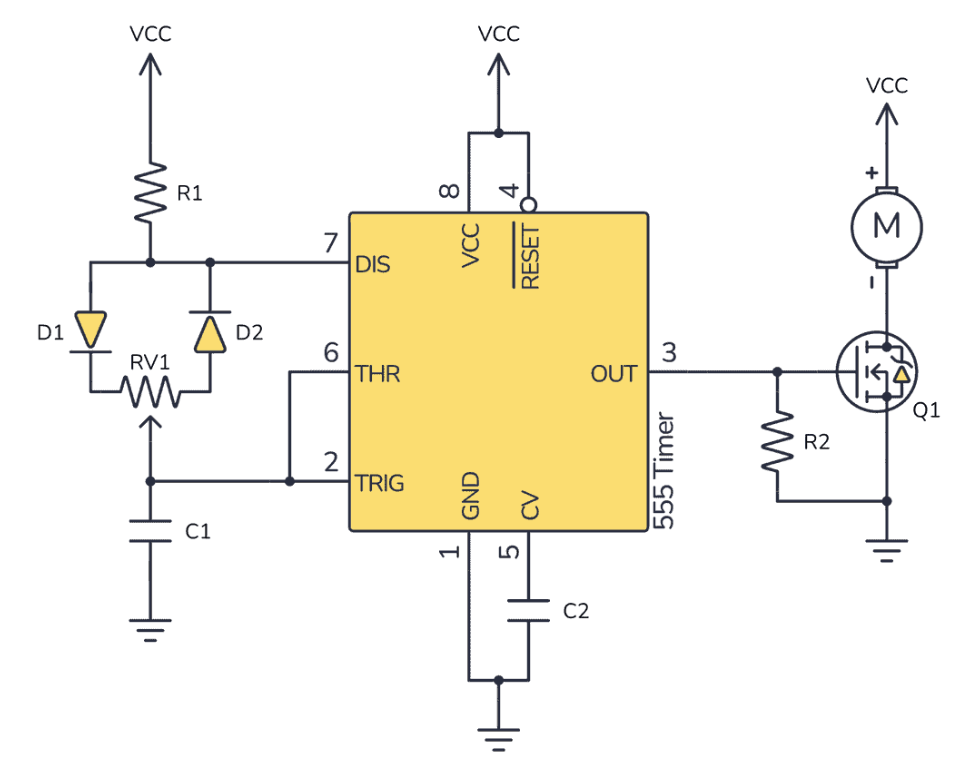 VCC
VCC
VCC
R1
8
4
+
M
-
VCC
RESET
7
DIS
D1
D2
RV1
6
THR
OUT
3
Q1
R2
2
TRIG
GND
CV
555 Timer
C1
1
5
C2